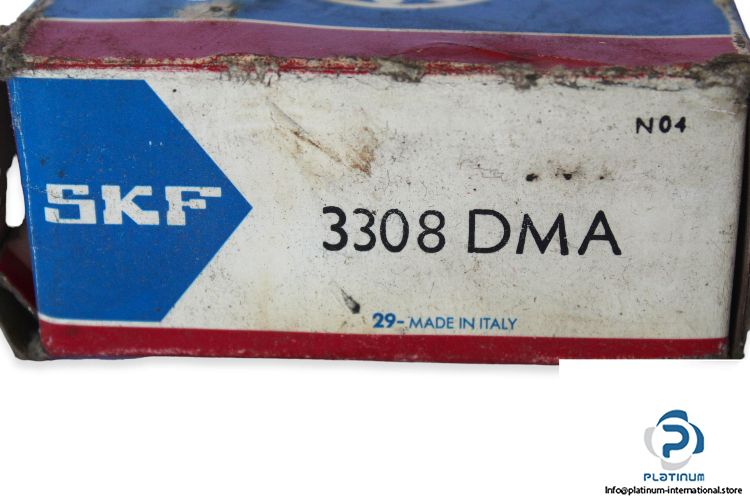 N04
SKF
3308 DMA
29- MADE IN ITALY
PLATINUM
Info@platinum-international.store